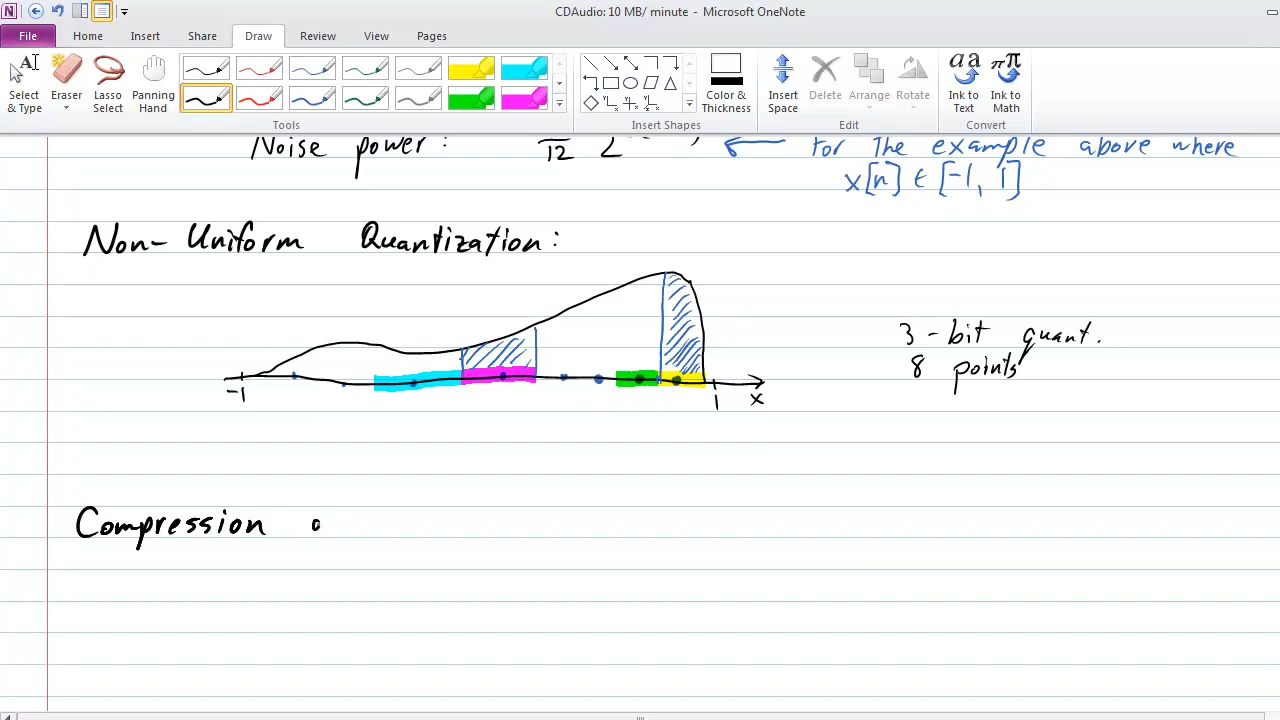 CDAudio: 10 MB/ minute - Microsoft OneNote
File Home Insert Share Draw Review View Pages
Select & Type Eraser Lasso Select Panning Hand Color & Thickness Insert Space Delete Arrange Rotate Ink to Text Ink to Math
Tools Insert Shapes Edit Convert
Noise power: 12 2 ← for the example above where
x[n] ∈ [-1, 1]
Non-Uniform Quantization:
3-bit quant.
8 points
-1 1 x
Compression o